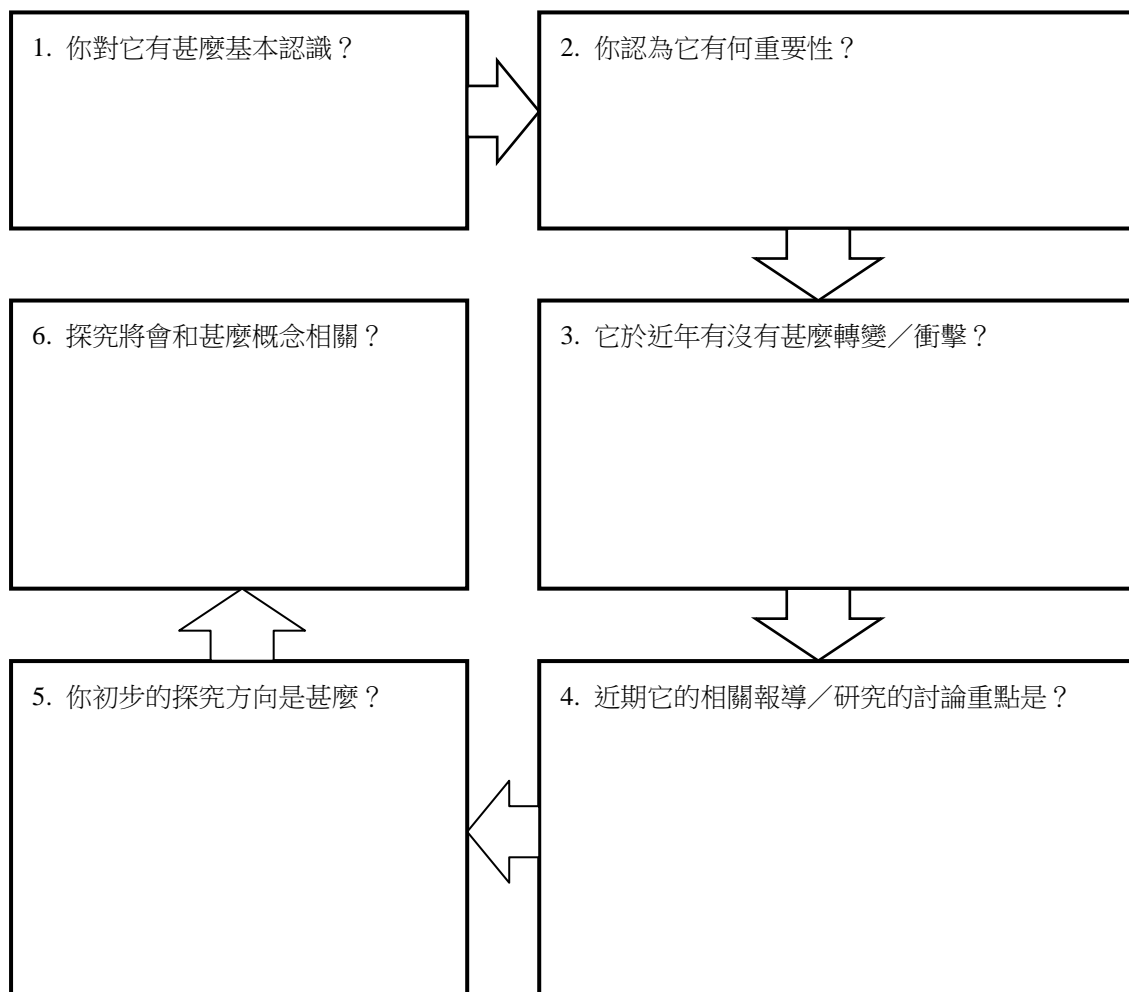 1. 你對它有甚麼基本認識？
2. 你認為它有何重要性？
3. 它於近年有沒有甚麼轉變／衝擊？
4. 近期它的相關報導／研究的討論重點是？
5. 你初步的探究方向是甚麼？
6. 探究將會和甚麼概念相關？